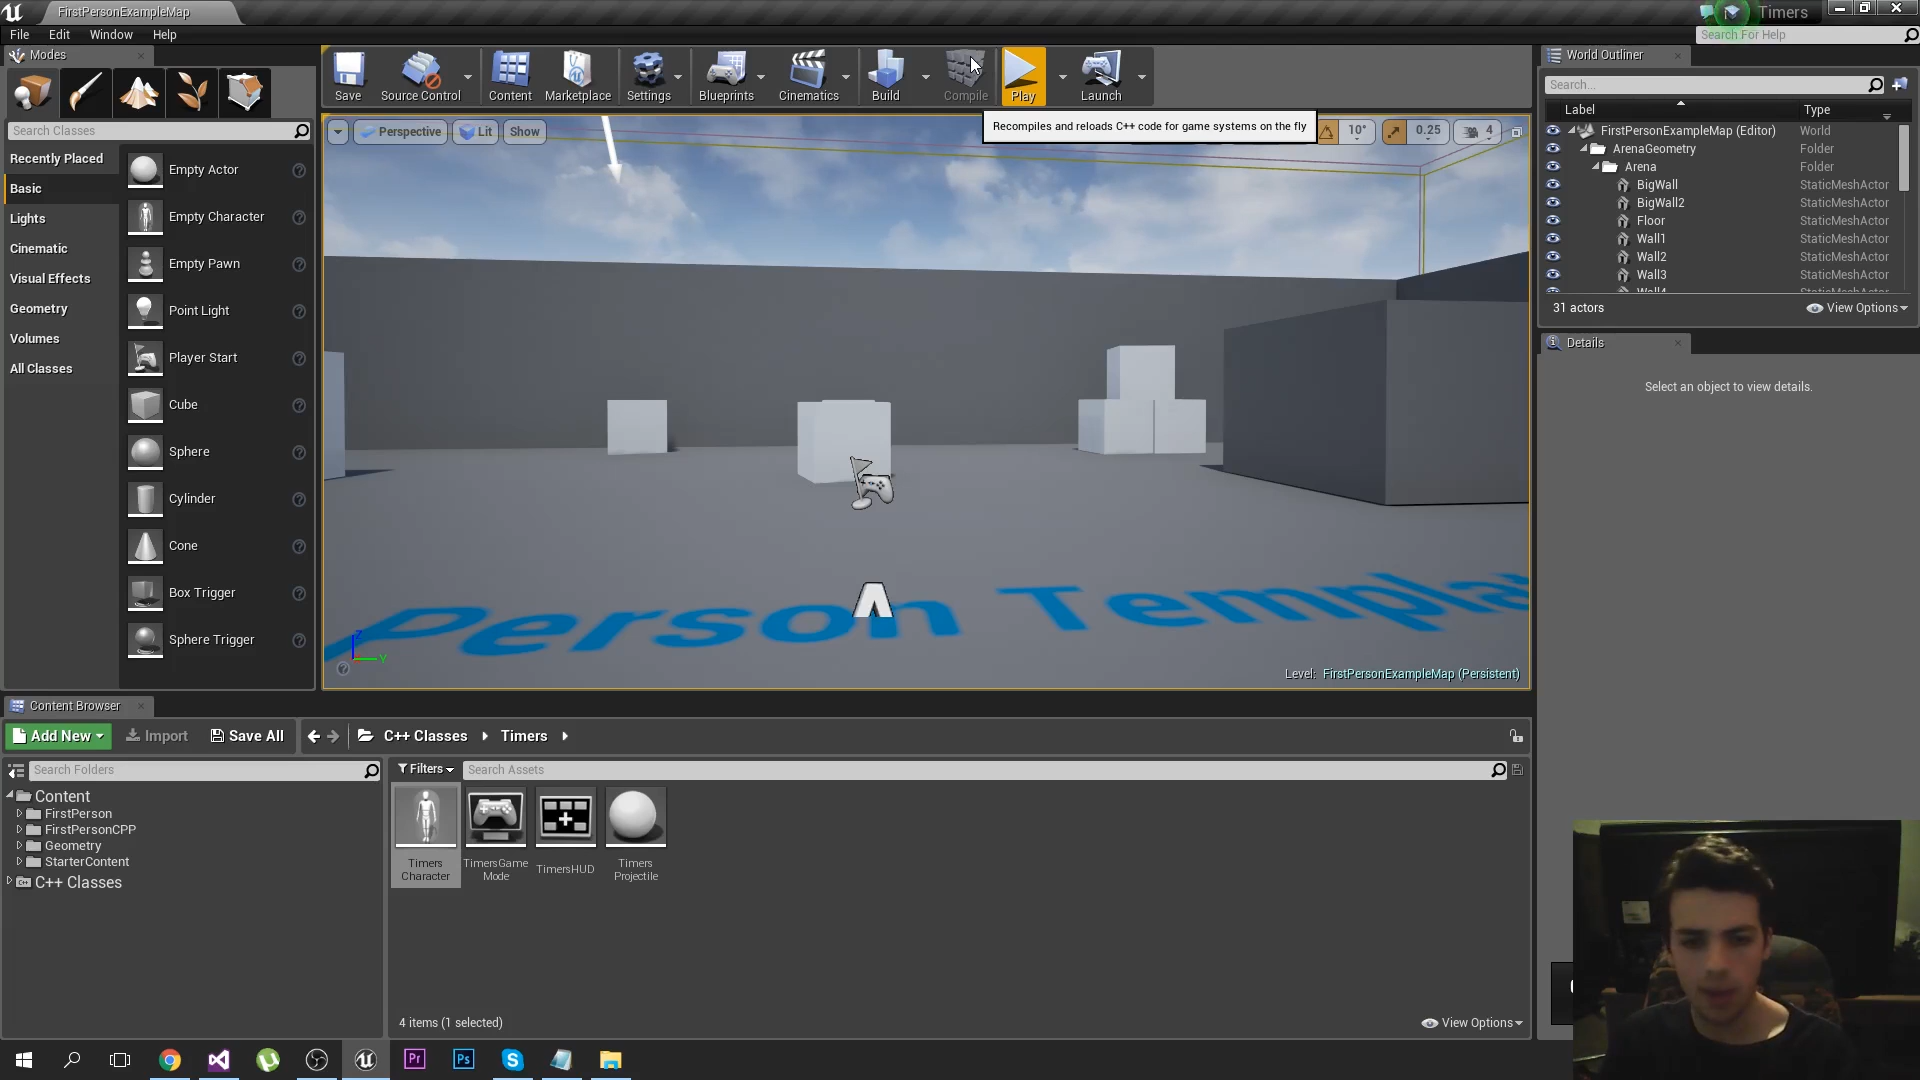 FirstPersonExampleMap
Timers
File Edit Window Help
Search For Help
Modes
Save Source Control Content Marketplace Settings Blueprints Cinematics Build Compile Play Launch
World Outliner
Search...
Label Type
Search Classes
Perspective Lit Show
Recompiles and reloads C++ code for game systems on the fly
10° 0.25 4
FirstPersonExampleMap (Editor) World
ArenaGeometry Folder
Arena Folder
BigWall StaticMeshActor
BigWall2 StaticMeshActor
Floor StaticMeshActor
Wall1 StaticMeshActor
Wall2 StaticMeshActor
Wall3 StaticMeshActor
Wall4 StaticMeshActor
31 actors View Options
Details
Select an object to view details.
Recently Placed
Basic
Lights
Cinematic
Visual Effects
Geometry
Volumes
All Classes
Empty Actor
Empty Character
Empty Pawn
Point Light
Player Start
Cube
Sphere
Cylinder
Cone
Box Trigger
Sphere Trigger
Person Templa
Z
Y
Level: FirstPersonExampleMap (Persistent)
Content Browser
Add New Import Save All C++ Classes Timers
Search Folders
Filters Search Assets
Content
FirstPerson
FirstPersonCPP
Geometry
StarterContent
C++ Classes
Timers Character
TimersGame Mode
TimersHUD
Timers Projectile
4 items (1 selected) View Options
Pr Ps